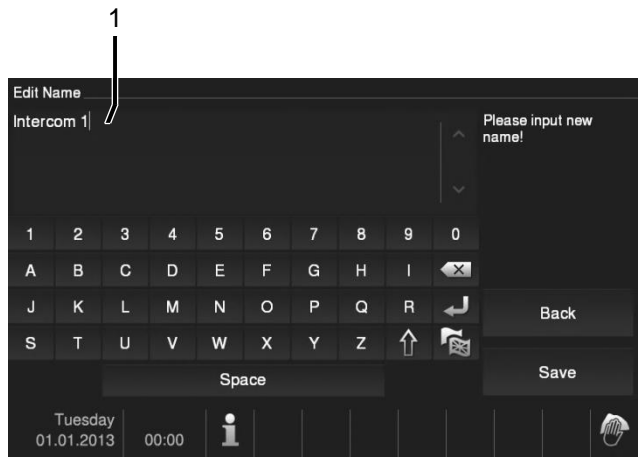 1
Edit Name
Intercom 1
Please input new
name!
1 2 3 4 5 6 7 8 9 0
A B C D E F G H I
J K L M N O P Q R
Back
S T U V W X Y Z
Save
Space
Tuesday
01.01.2013 00:00